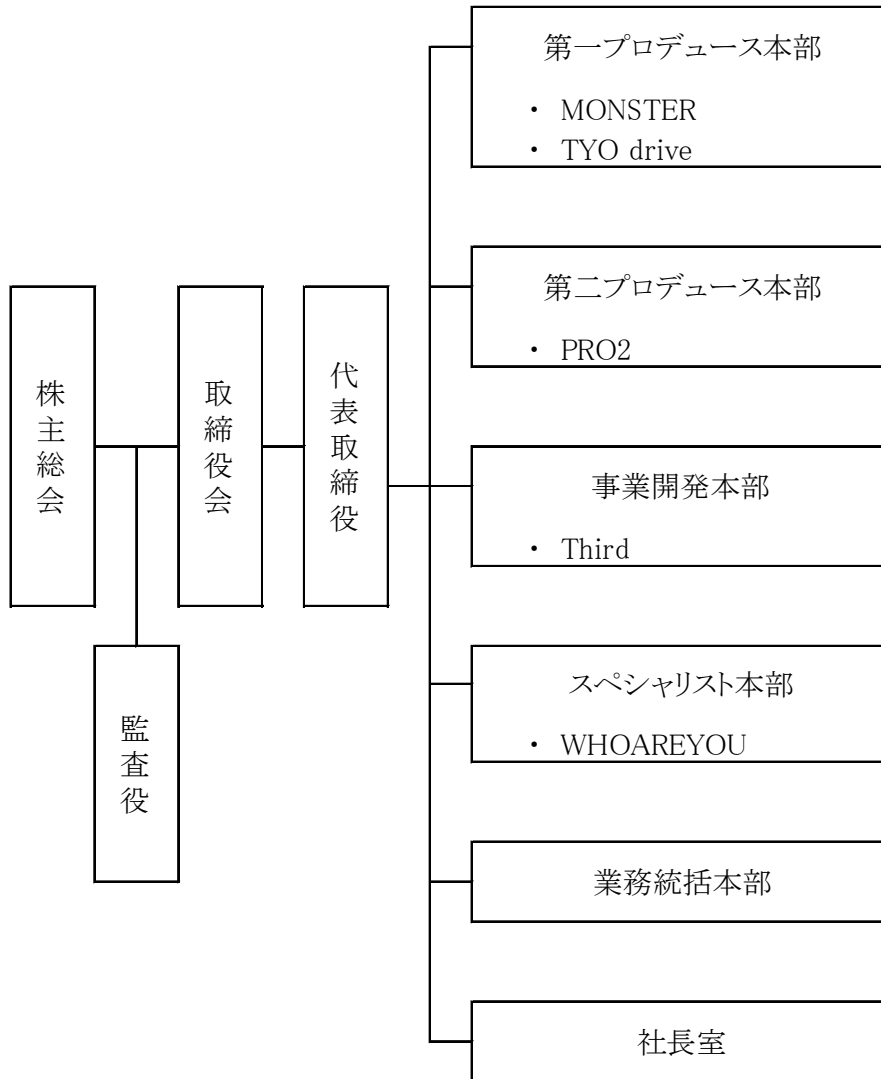 株主総会
監査役
取締役会
代表取締役
第一プロデュース本部
・ MONSTER
・ TYO drive
第二プロデュース本部
・ PRO2
事業開発本部
・ Third
スペシャリスト本部
・ WHOAREYOU
業務統括本部
社長室